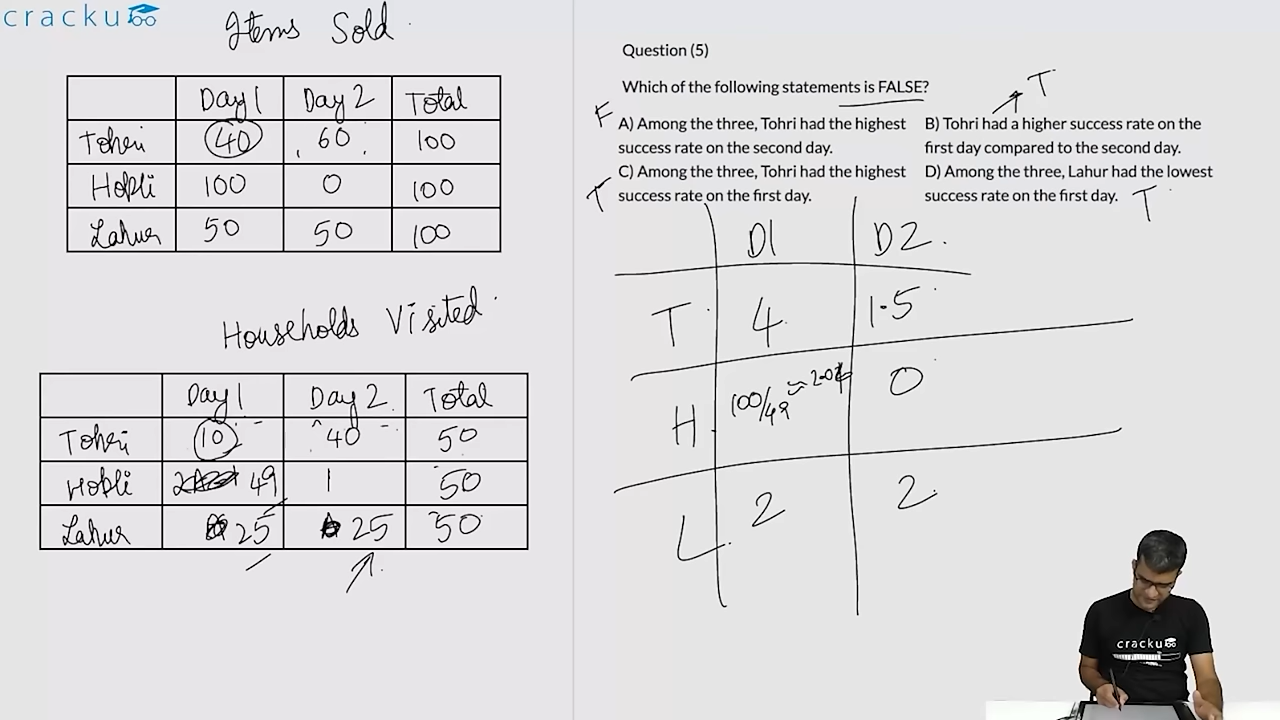 cracku
Items Sold
Day 1 Day 2 Total
Tohri 40 60 100
Hokli 100 0 100
Lahur 50 50 100
Households Visited
Day 1 Day 2 Total
Tohri 10 40 50
Hokli 49 1 50
Lahur 25 25 50
Question (5)
Which of the following statements is FALSE?
T
F
A) Among the three, Tohri had the highest
success rate on the second day.
B) Tohri had a higher success rate on the
first day compared to the second day.
T
C) Among the three, Tohri had the highest
success rate on the first day.
D) Among the three, Lahur had the lowest
success rate on the first day.
T
D1 D2
T 4 1.5
H 100/49 ≈ 2.04 0
L 2 2
cracku